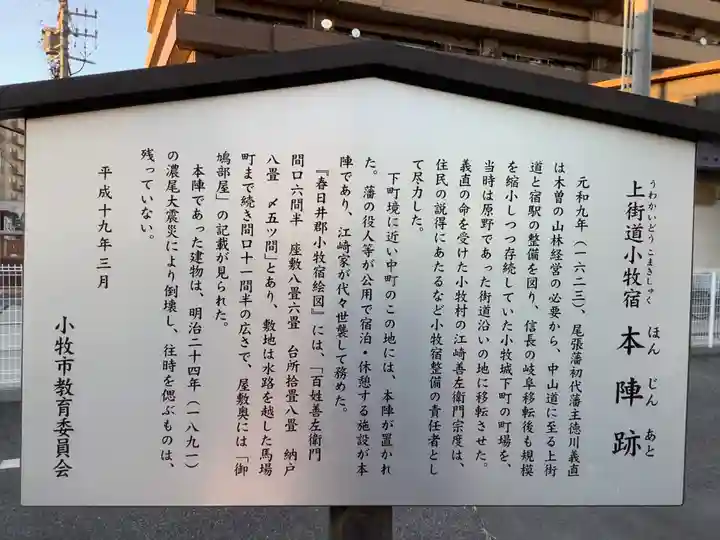 うわかいどう こまきしゅく ほん じん あと
上街道小牧宿 本陣跡
元和九年（一六二三）、尾張藩初代藩主徳川義直
は木曽の山林経営の必要から、中山道に至る上街
道と宿駅の整備を図り、信長の岐阜移転後も規模
を縮小しつつ存続していた小牧城下町の町場を、
当時は原野であった街道沿いの地に移転させた。
義直の命を受けた小牧村の江崎善左衛門宗度は、
住民の説得にあたるなど小牧宿整備の責任者とし
て尽力した。
下町境に近い中町のこの地には、本陣が置かれ
た。藩の役人等が公用で宿泊・休憩する施設が本
陣であり、江崎家が代々世襲して務めた。
『春日井郡小牧宿絵図』には、「百姓善左衛門
間口六間半 座敷八畳六畳 台所拾畳八畳 納戸
八畳 〆五ツ間」とあり、敷地は水路を越した馬場
町まで続き間口十一間半の広さで、屋敷奥には「御
鳩部屋」の記載が見られる。
本陣であった建物は、明治二十四年（一八九一）
の濃尾大震災により倒壊し、往時を偲ぶものは、
残っていない。
平成十九年三月
小牧市教育委員会